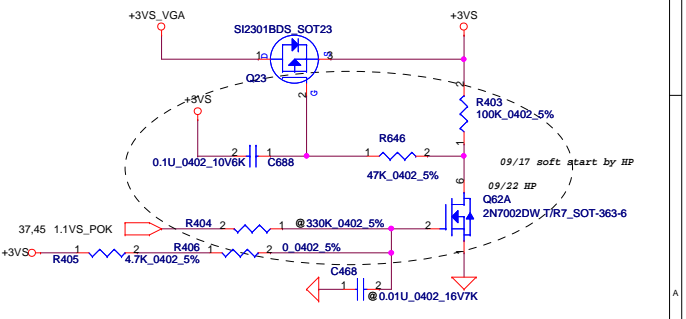 +3VS_VGA
+3VS
SI2301BDS_SOT23
1 D S 3
Q23
2 G
+3VS
2
R403
100K_0402_5%
1
R646
2 1 1 2
0.1U_0402_10V6K C688
47K_0402_5%
09/17 soft start by HP
6
09/22 HP
Q62A
2N7002DW T/R7_SOT-363-6
37,45 1.1VS_POK
R404 2 1 @330K_0402_5% 2
1
+3VS 1 2 R406 1 2 0_0402_5%
R405 4.7K_0402_5%
C468
1 2
@0.01U_0402_16V7K
A